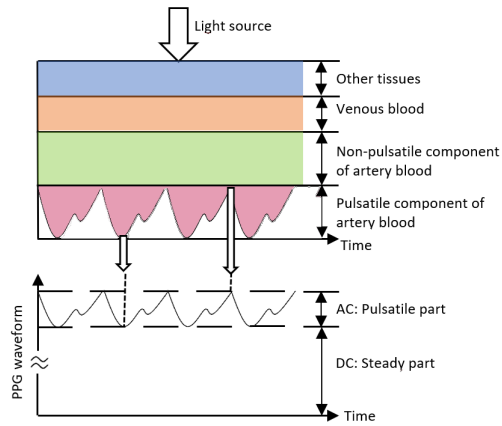 Light source
Other tissues
Venous blood
Non-pulsatile component
of artery blood
Pulsatile component of
artery blood
Time
PPG waveform
AC: Pulsatile part
DC: Steady part
Time